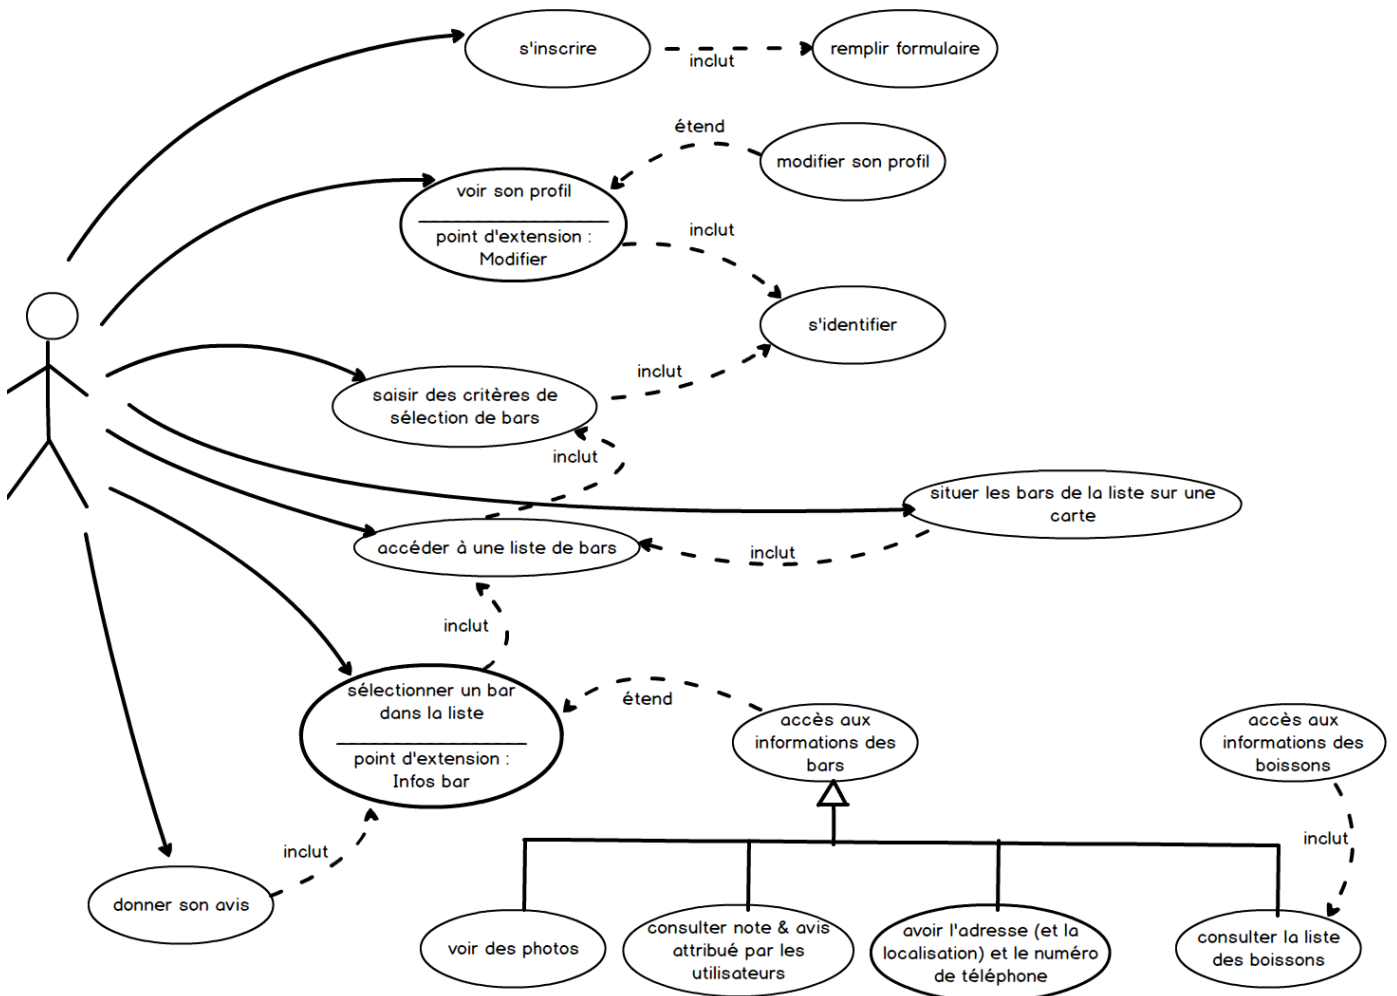 s'inscrire
inclut
remplir formulaire
étend
modifier son profil
voir son profil
point d'extension :
Modifier
inclut
s'identifier
inclut
saisir des critères de
sélection de bars
inclut
situer les bars de la liste sur une
carte
accéder à une liste de bars
inclut
inclut
sélectionner un bar
dans la liste
point d'extension :
Infos bar
étend
accès aux
informations des
bars
accès aux
informations des
boissons
inclut
inclut
donner son avis
voir des photos
consulter note & avis
attribué par les
utilisateurs
avoir l'adresse (et la
localisation) et le numéro
de téléphone
consulter la liste
des boissons